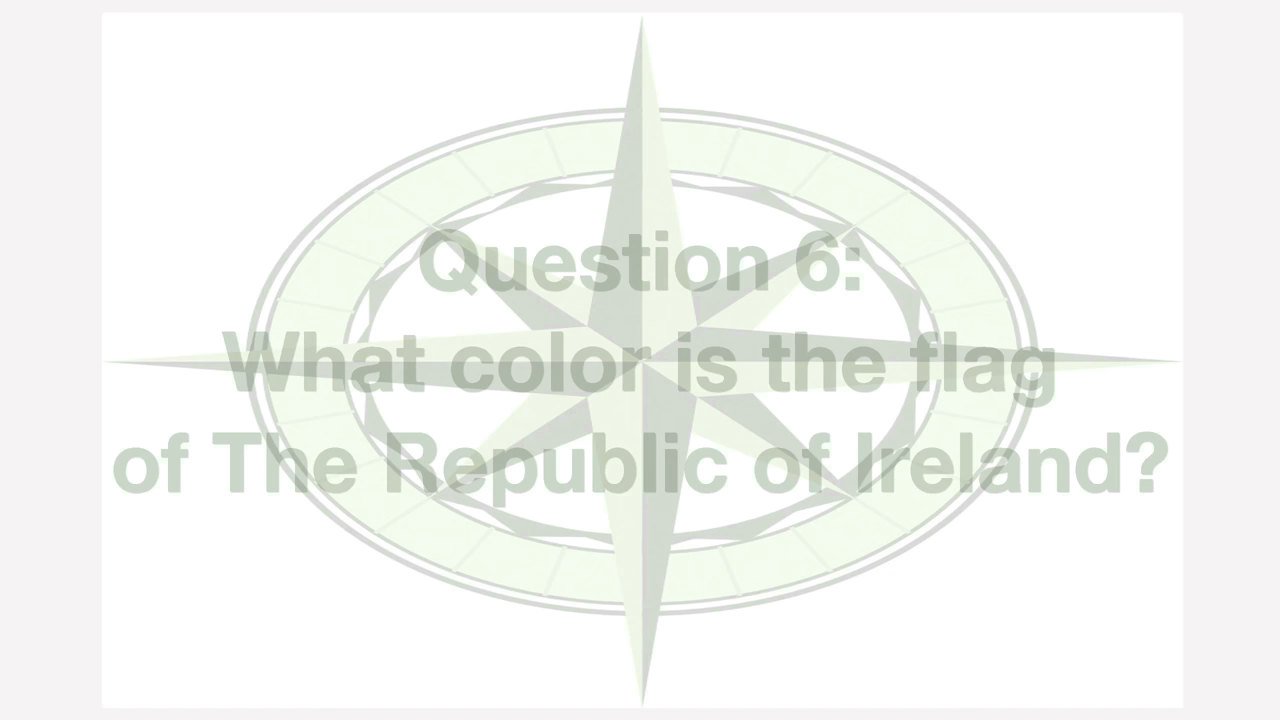 Question 6:
What color is the flag
of The Republic of Ireland?